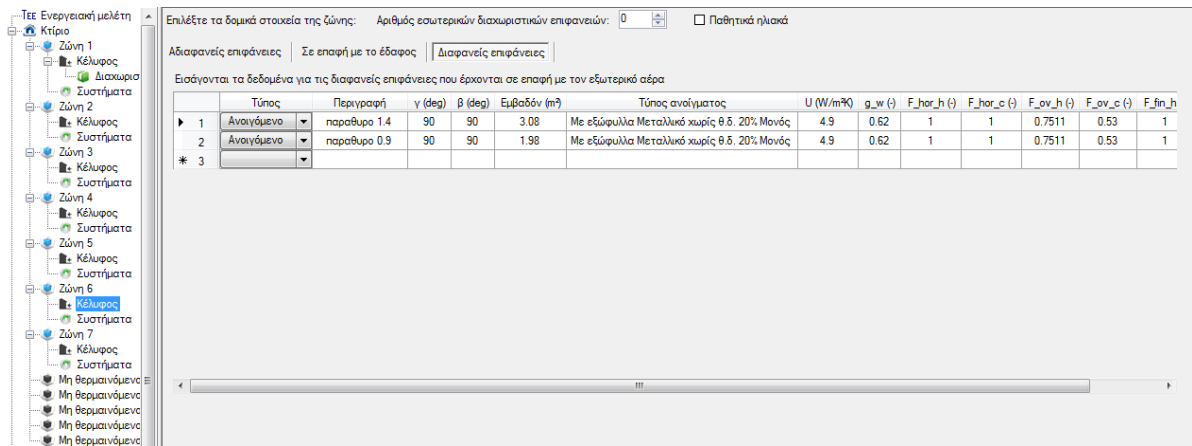 ΤΕΕ Ενεργειακή μελέτη
Κτίριο
Ζώνη 1
Κέλυφος
Διαχωρισ
Συστήματα
Ζώνη 2
Κέλυφος
Συστήματα
Ζώνη 3
Κέλυφος
Συστήματα
Ζώνη 4
Κέλυφος
Συστήματα
Ζώνη 5
Κέλυφος
Συστήματα
Ζώνη 6
Κέλυφος
Συστήματα
Ζώνη 7
Κέλυφος
Συστήματα
Μη θερμαινόμενο
Μη θερμαινόμενο
Μη θερμαινόμενο
Μη θερμαινόμενο
Μη θερμαινόμενο
Επιλέξτε τα δομικά στοιχεία της ζώνης: Αριθμός εσωτερικών διαχωριστικών επιφανειών: 0 Παθητικά ηλιακά
Αδιαφανείς επιφάνειες Σε επαφή με το έδαφος Διαφανείς επιφάνειες
Εισάγονται τα δεδομένα για τις διαφανείς επιφάνειες που έρχονται σε επαφή με τον εξωτερικό αέρα
Τύπος Περιγραφή γ (deg) β (deg) Εμβαδόν (m²) Τύπος ανοίγματος U (W/m²K) g_w (-) F_hor_h (-) F_hor_c (-) F_ov_h (-) F_ov_c (-) F_fin_h
1 Ανοιγόμενο παραθυρο 1.4 90 90 3.08 Με εξώφυλλα Μεταλλικό χωρίς θ.δ. 20% Μονός 4.9 0.62 1 1 0.7511 0.53 1
2 Ανοιγόμενο παραθυρο 0.9 90 90 1.98 Με εξώφυλλα Μεταλλικό χωρίς θ.δ. 20% Μονός 4.9 0.62 1 1 0.7511 0.53 1
3